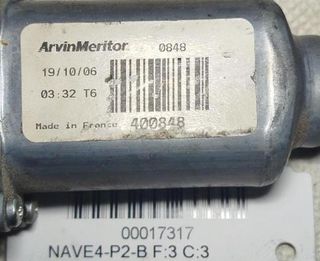 ArvinMeritor 0848
19/10/06
03:32 T6
Made in France 400848
00017317
NAVE4-P2-B F:3 C:3